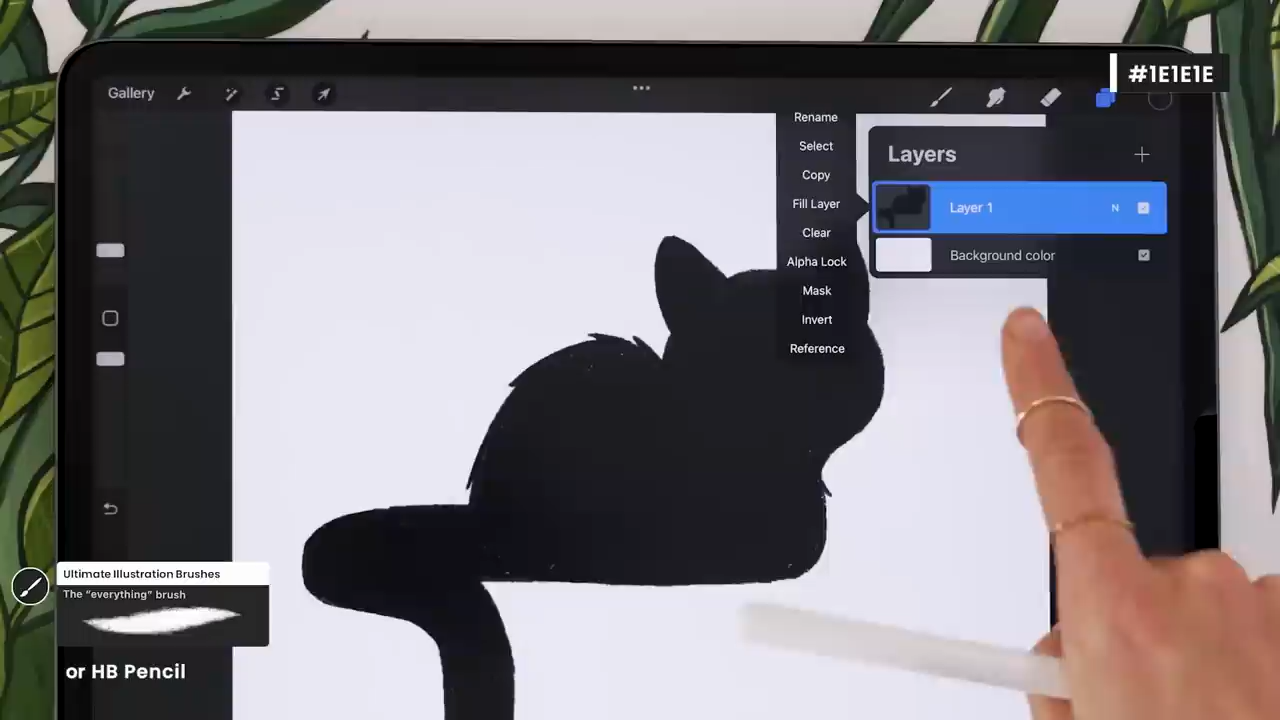 #1E1E1E
Gallery
Rename
Select
Copy
Fill Layer
Clear
Alpha Lock
Mask
Invert
Reference
Layers
Layer 1
N
Background color
Ultimate Illustration Brushes
The “everything” brush
or HB Pencil